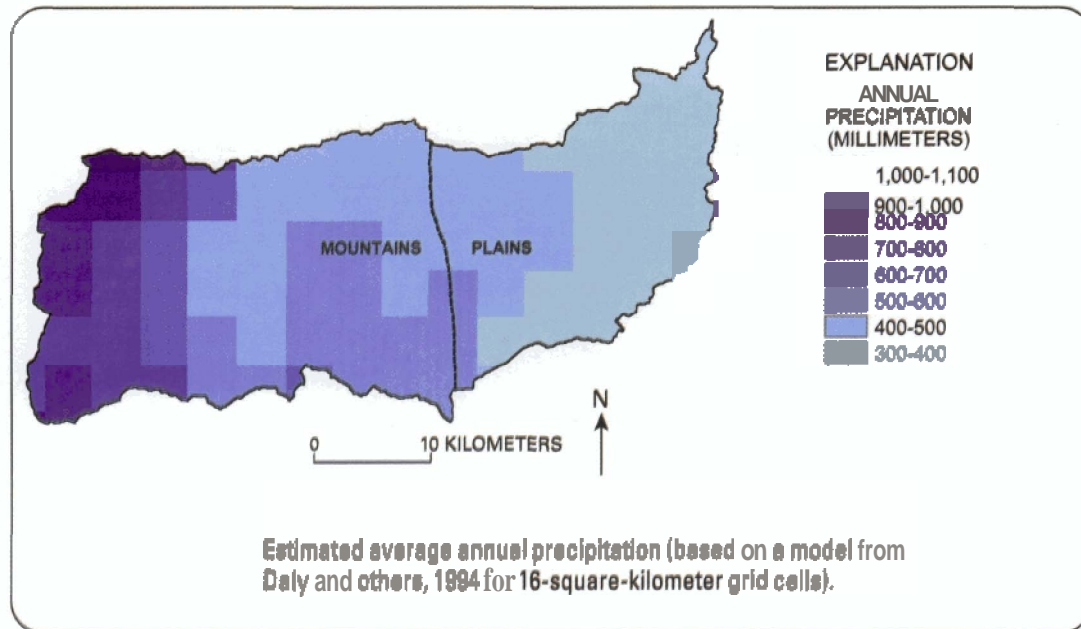 EXPLANATION
ANNUAL
PRECIPITATION
(MILLIMETERS)
1,000-1,100
900-1,000
800-900
700-800
600-700
500-600
400-500
300-400
MOUNTAINS
PLAINS
N
0 10 KILOMETERS
Estimated average annual precipitation (based on a model from
Daly and others, 1994 for 16-square-kilometer grid cells).